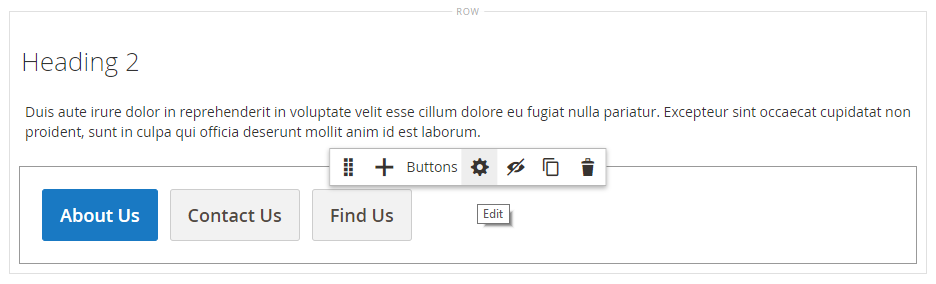 ROW
Heading 2
Duis aute irure dolor in reprehenderit in voluptate velit esse cillum dolore eu fugiat nulla pariatur. Excepteur sint occaecat cupidatat non
proident, sunt in culpa qui officia deserunt mollit anim id est laborum.
Buttons
About Us Contact Us Find Us
Edit